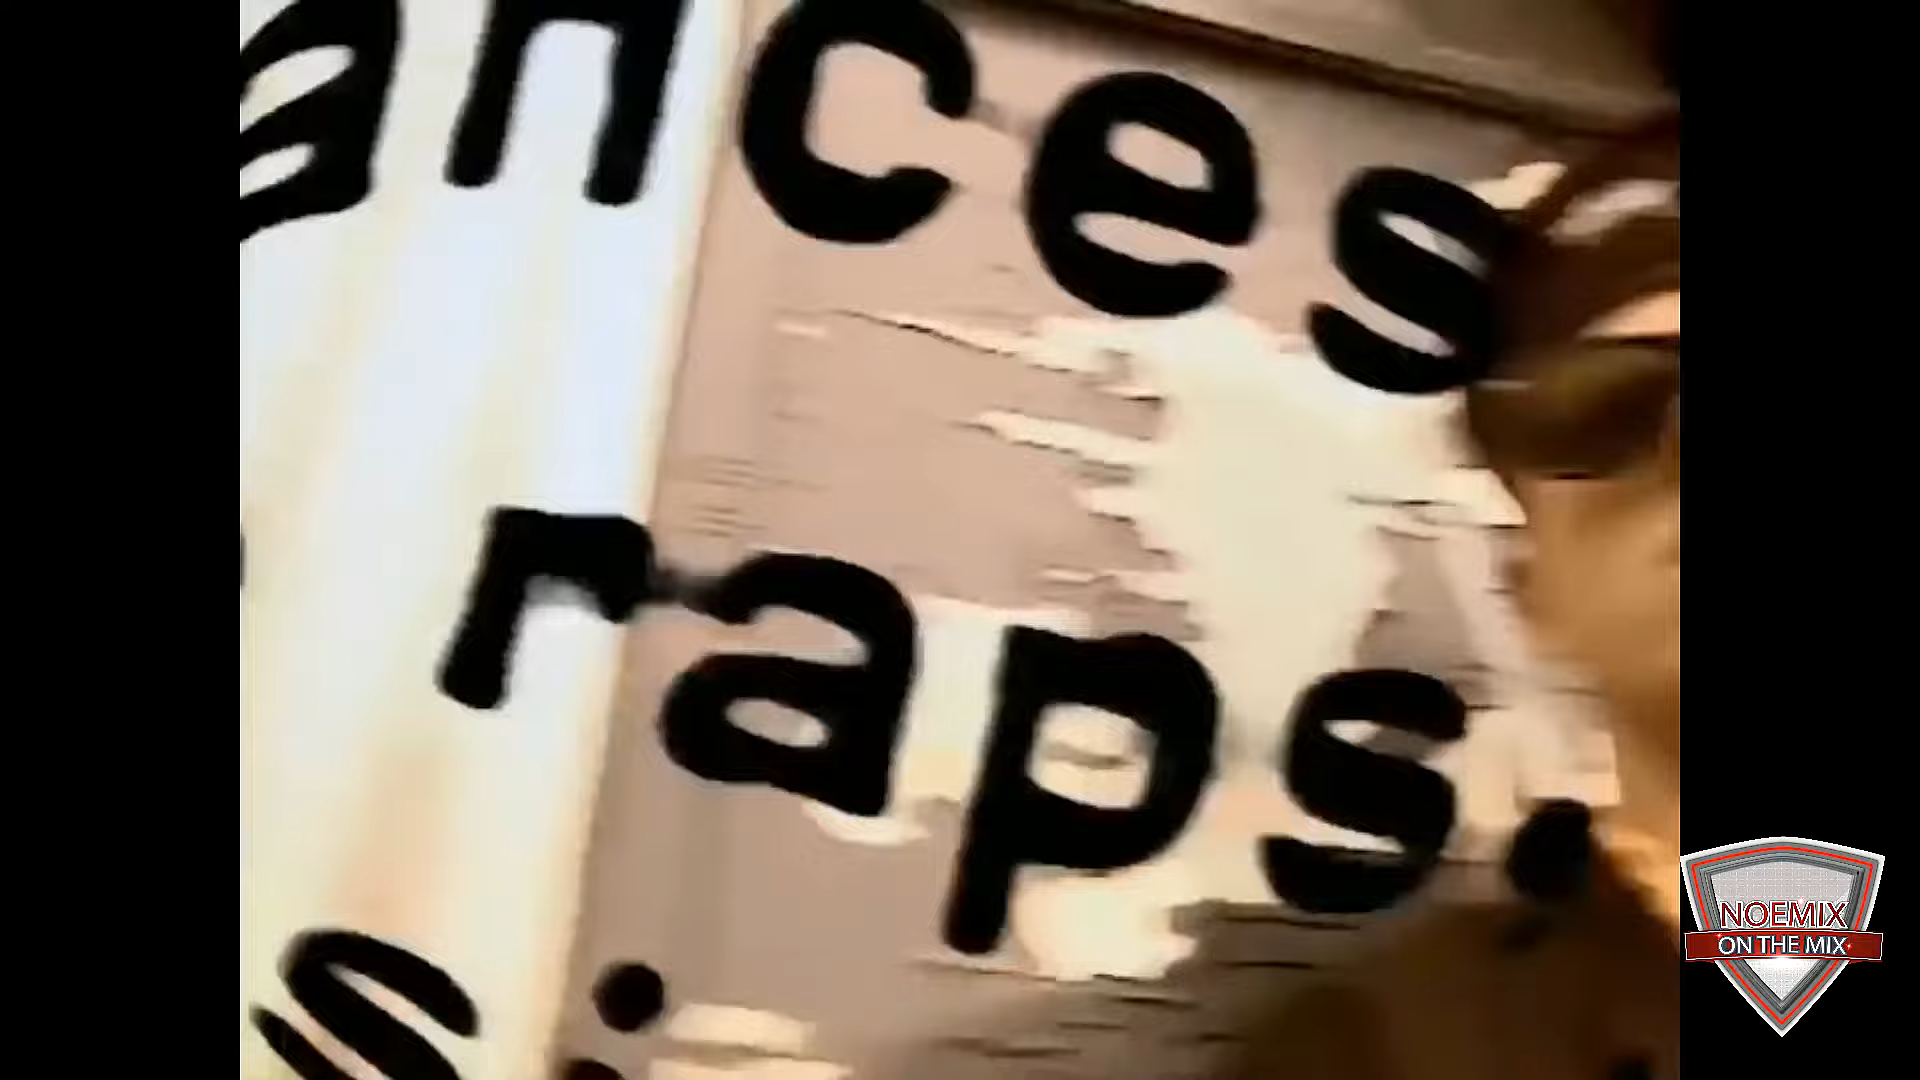 ances
raps.
s:
NOEMIX
ON THE MIX